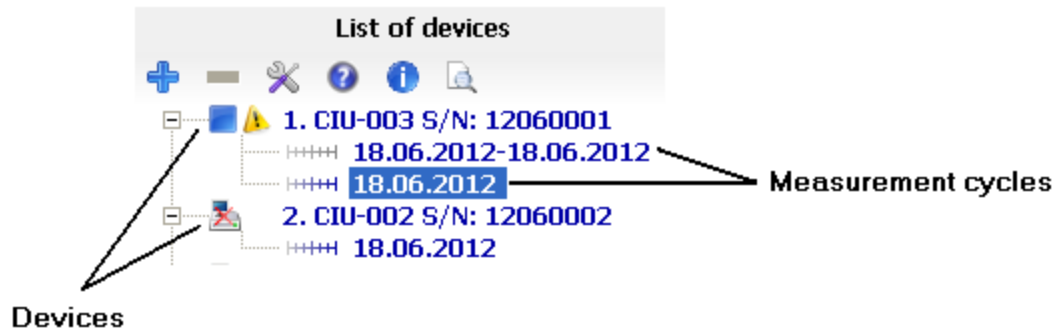 List of devices
1. CIU-003 S/N: 12060001
18.06.2012-18.06.2012
18.06.2012
Measurement cycles
2. CIU-002 S/N: 12060002
18.06.2012
Devices